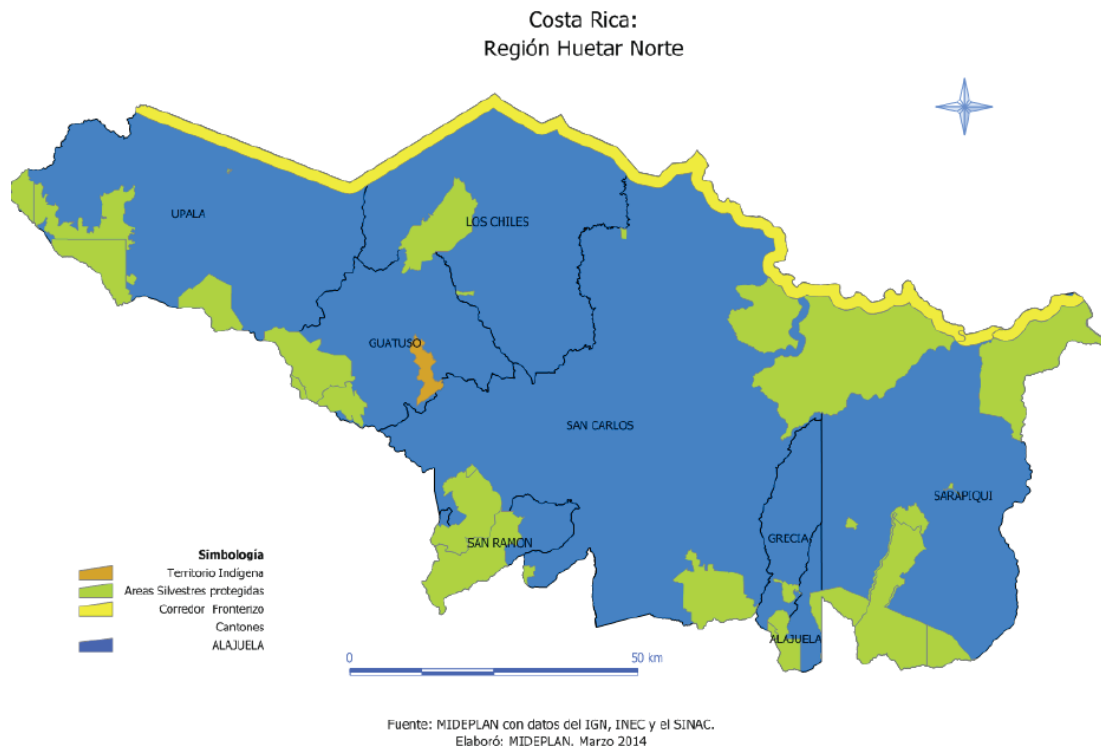 Costa Rica:
Región Huetar Norte
UPALA
LOS CHILES
GUATUSO
SAN CARLOS
SARAPIQUI
GRECIA
SAN RAMON
ALAJUELA
Simbología
Territorio Indígena
Areas Silvestres protegidas
Corredor Fronterizo
Cantones
ALAJUELA
0 50 km
Fuente: MIDEPLAN con datos del IGN, INEC y el SINAC.
Elaboró: MIDEPLAN. Marzo 2014